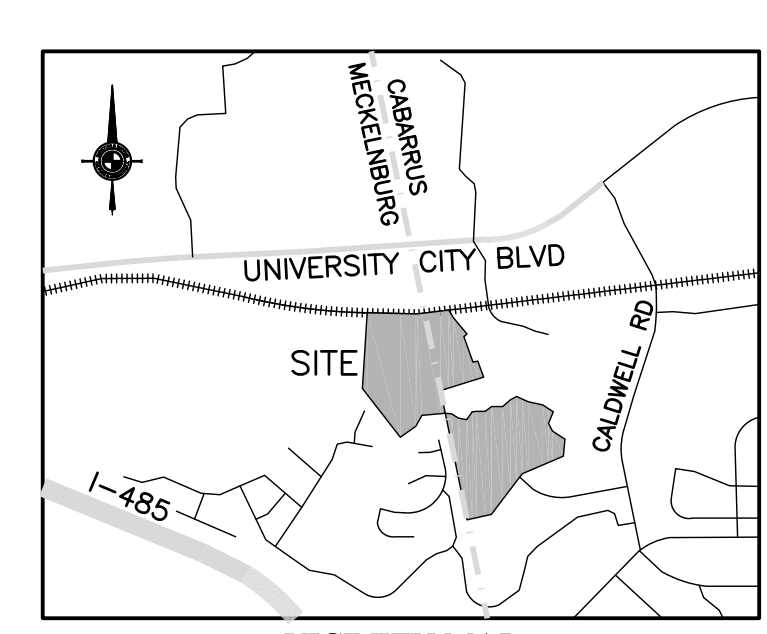 CABARRUS
MECKELNBURG
UNIVERSITY CITY BLVD
SITE
CALDWELL RD
I-485